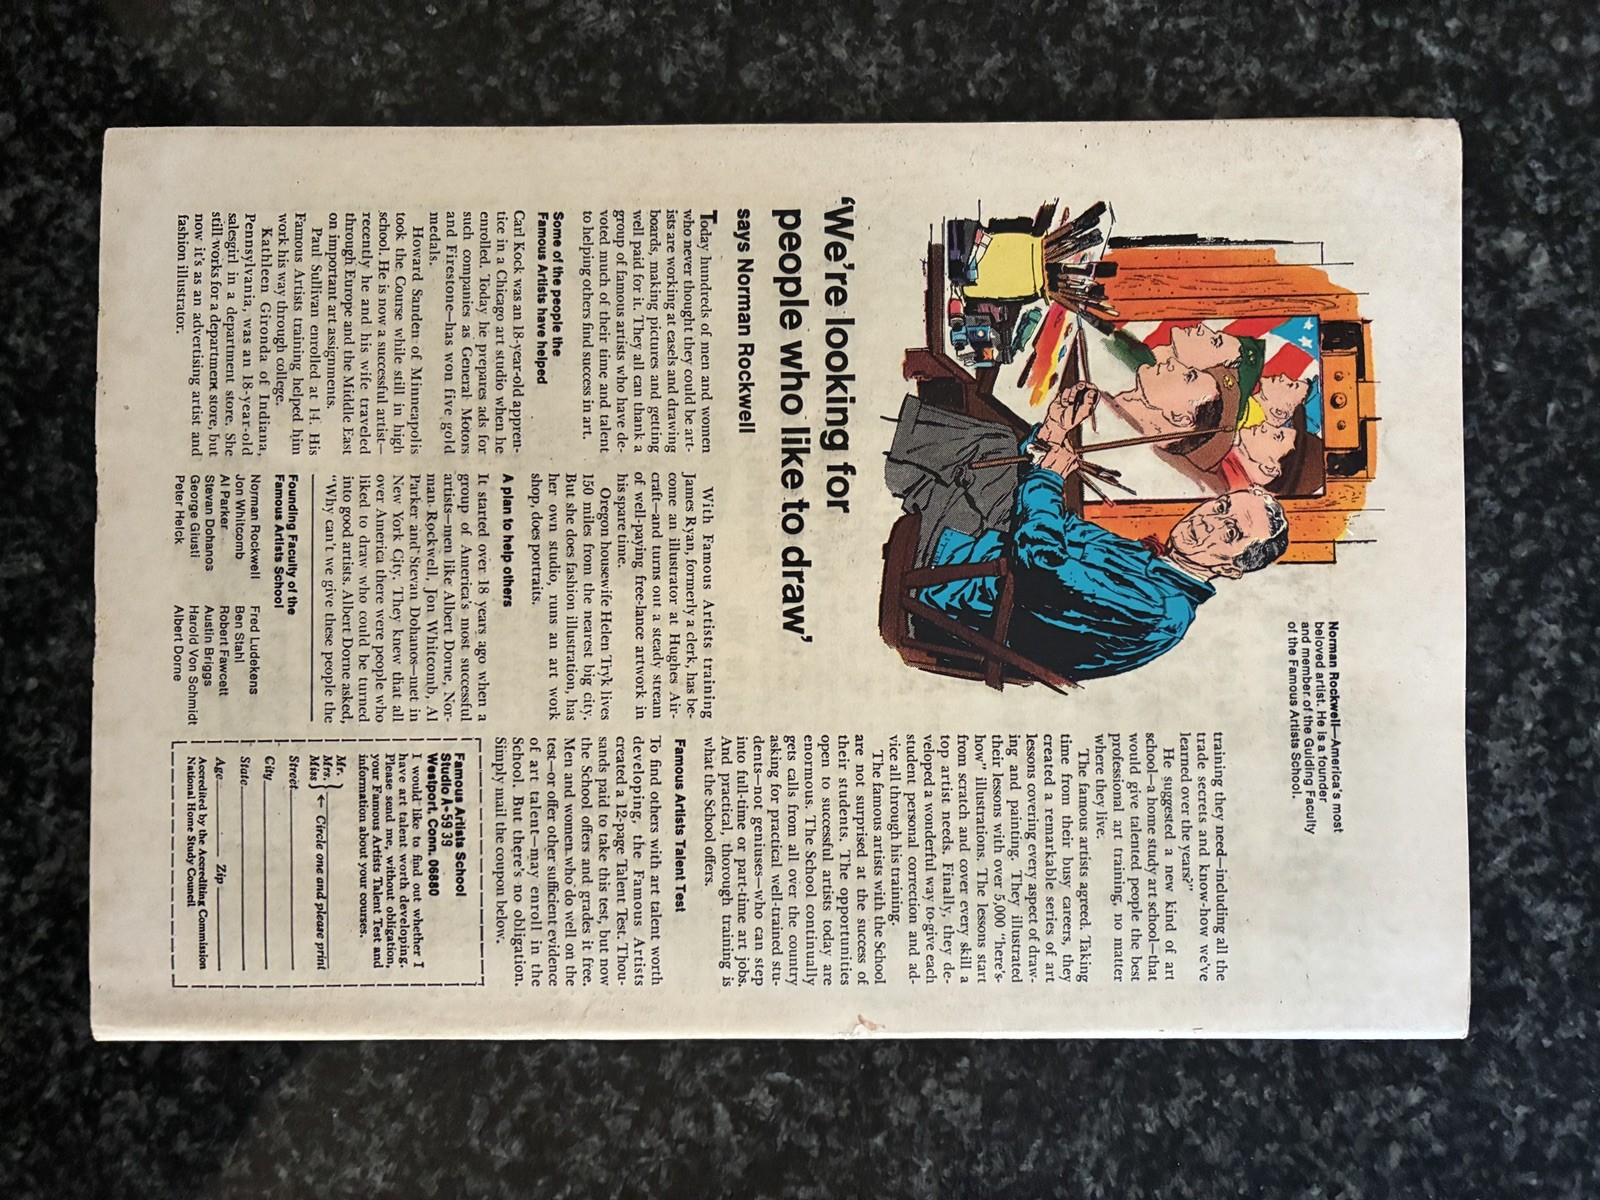 Norman Rockwell—America's most
beloved artist. He is a founder
and member of the Guiding Faculty
of the Famous Artists School.
'We're looking for
people who like to draw'
says Norman Rockwell
Today hundreds of men and women
who never thought they could be art-
ists are working at easels and drawing
boards, making pictures and getting
well paid for it. They all can thank a
group of famous artists who have de-
voted much of their time and talent
to helping others find success in art.
Some of the people the
Famous Artists have helped
Carl Kock was an 18-year-old appren-
tice in a Chicago art studio when he
enrolled. Today he prepares ads for
such companies as General Motors
and Firestone—has won five gold
medals.
Howard Sanden of Minneapolis
took the Course while still in high
school. He is now a successful artist—
recently he and his wife traveled
through Europe and the Middle East
on important art assignments.
Paul Sullivan enrolled at 14. His
Famous Artists training helped him
work his way through college.
Kathleen Gironda of Indiana,
Pennsylvania, was an 18-year-old
salesgirl in a department store. She
still works for a department store, but
now it's as an advertising artist and
fashion illustrator.
With Famous Artists training
James Ryan, formerly a clerk, has be-
come an illustrator at Hughes Air-
craft—and turns out a steady stream
of well-paying free-lance artwork in
his spare time.
Oregon housewife Helen Tryk lives
150 miles from the nearest big city.
But she does fashion illustration, has
her own studio, runs an art work
shop, does portraits.
A plan to help others
It started over 18 years ago when a
group of America's most successful
artists—men like Albert Dorne, Nor-
man Rockwell, Jon Whitcomb, Al
Parker and Stevan Dohanos—met in
New York City. They knew that all
over America there were people who
liked to draw who could be turned
into good artists. Albert Dorne asked,
"Why can't we give these people the
Founding Faculty of the
Famous Artists School
Norman Rockwell
Jon Whitcomb
Al Parker
Stevan Dohanos
George Giusti
Peter Helck
Fred Ludekens
Ben Stahl
Robert Fawcett
Austin Briggs
Harold Von Schmidt
Albert Dorne
training they need—including all the
trade secrets and know-how we've
learned over the years?"
He suggested a new kind of art
school—a home study art school—that
would give talented people the best
professional art training, no matter
where they live.
The famous artists agreed. Taking
time from their busy careers, they
created a remarkable series of art
lessons covering every aspect of draw-
ing and painting. They illustrated
their lessons with over 5,000 "here's-
how" illustrations. The lessons start
from scratch and cover every skill a
top artist needs. Finally, they de-
veloped a wonderful way to give each
student personal correction and ad-
vice all through his training.
The famous artists with the School
are not surprised at the success of
their students. The opportunities
open to successful artists today are
enormous. The School continually
gets calls from all over the country
asking for practical well-trained stu-
dents—not geniuses—who can step
into full-time or part-time art jobs.
And practical, thorough training is
what the School offers.
Famous Artists Talent Test
To find others with art talent worth
developing, the Famous Artists
created a 12-page Talent Test. Thou-
sands paid to take this test, but now
the School offers and grades it free.
Men and women who do well on the
test—or offer other sufficient evidence
of art talent—may enroll in the
School. But there's no obligation.
Simply mail the coupon below.
Famous Artists School
Studio A-59 39
Westport, Conn. 06880
I would like to find out whether I
have art talent worth developing.
Please send me, without obligation,
your Famous Artists Talent Test and
information about your courses.
Mr.
Mrs. ← Circle one and please print
Miss
Street
City
State
Age Zip
Accredited by the Accrediting Commission
National Home Study Council